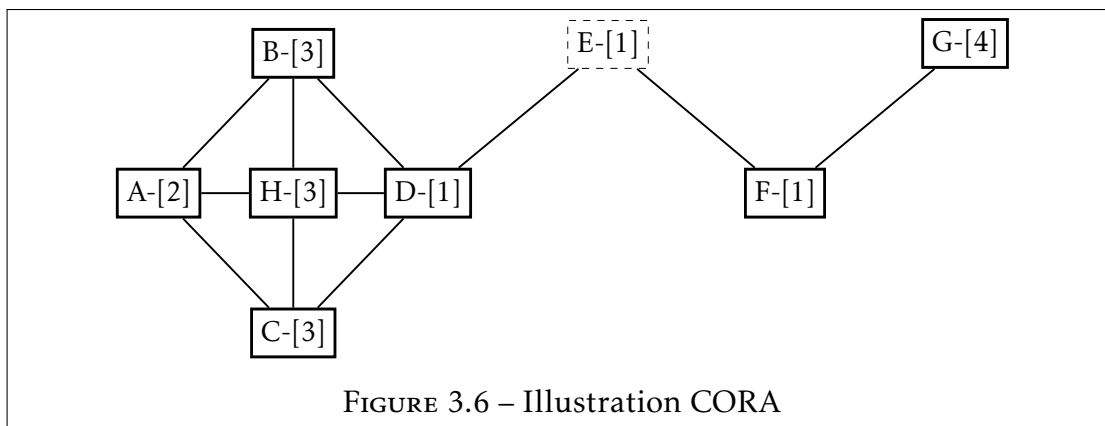 B-[3]
E-[1]
G-[4]
A-[2]
H-[3]
D-[1]
F-[1]
C-[3]
FIGURE 3.6 – Illustration CORA